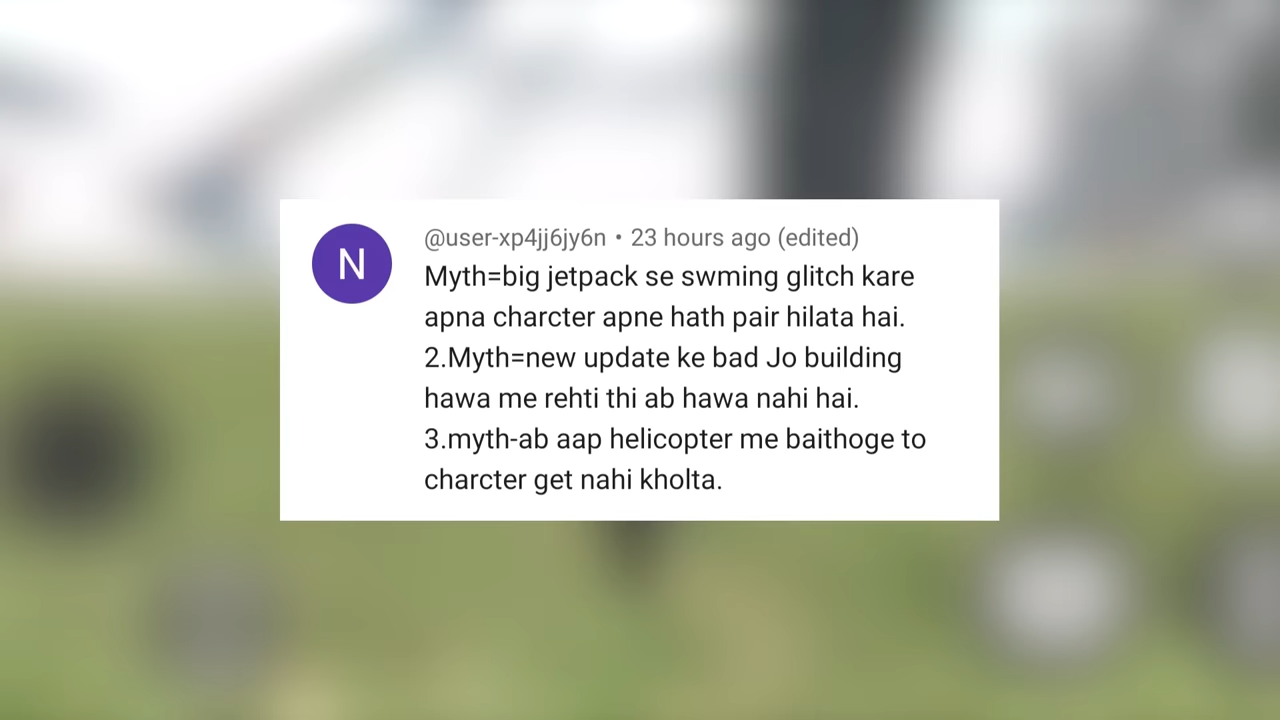 N
@user-xp4jj6jy6n • 23 hours ago (edited)
Myth=big jetpack se swming glitch kare
apna charcter apne hath pair hilata hai.
2.Myth=new update ke bad Jo building
hawa me rehti thi ab hawa nahi hai.
3.myth-ab aap helicopter me baithoge to
charcter get nahi kholta.